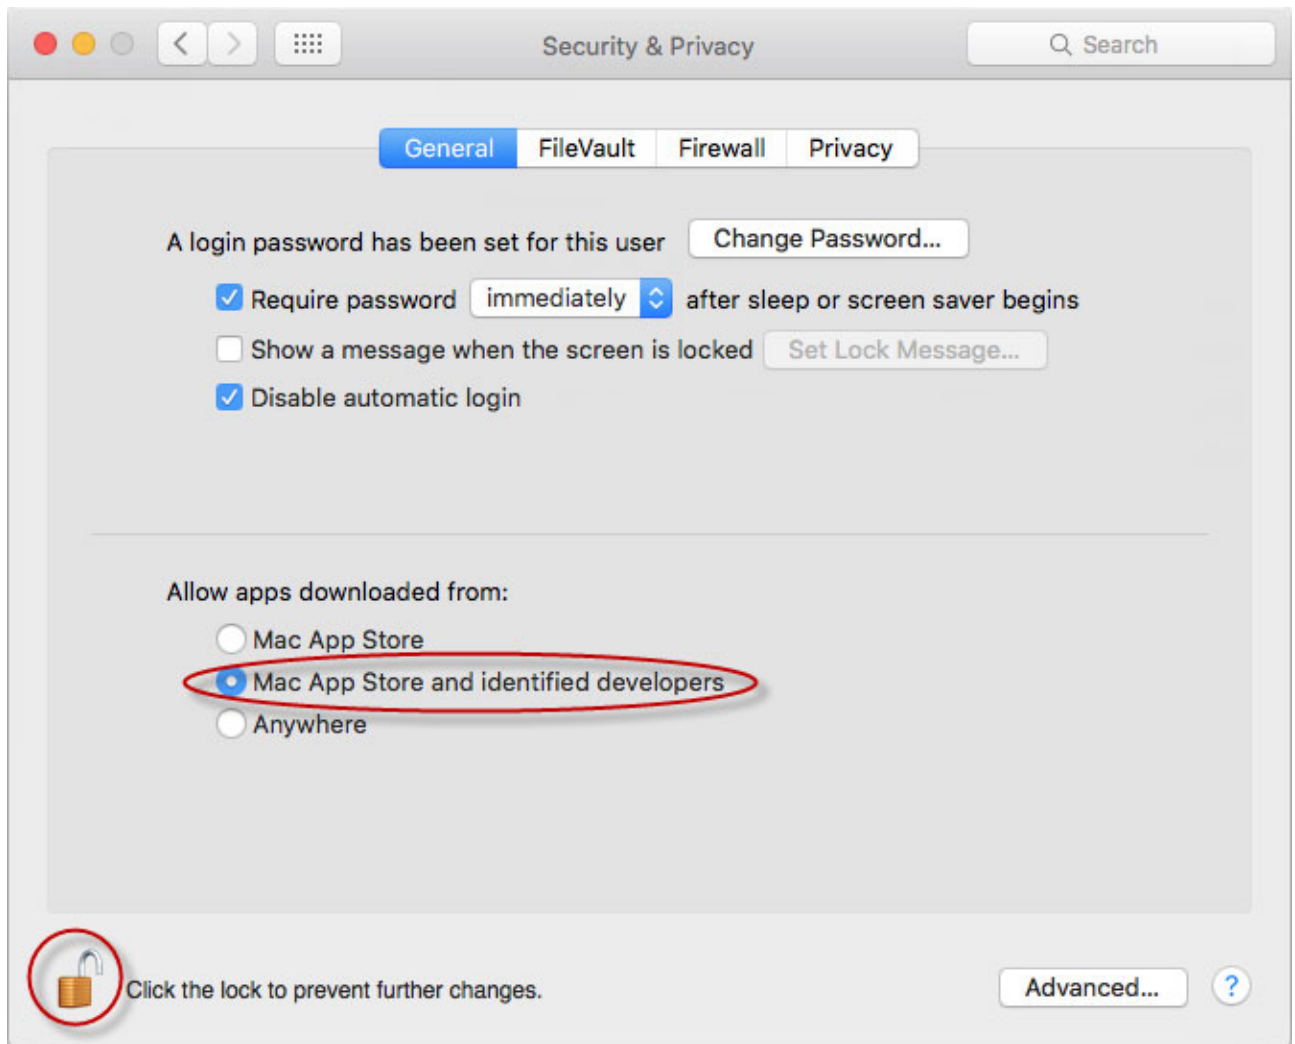 Security & Privacy Search
General FileVault Firewall Privacy
A login password has been set for this user Change Password...
Require password immediately after sleep or screen saver begins
Show a message when the screen is locked Set Lock Message...
Disable automatic login
Allow apps downloaded from:
Mac App Store
Mac App Store and identified developers
Anywhere
Click the lock to prevent further changes. Advanced... ?